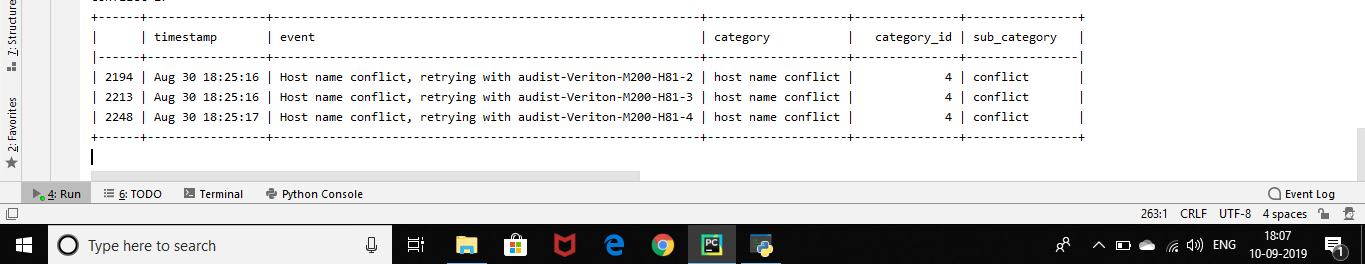 timestamp event category category_id sub_category
2194 Aug 30 18:25:16 Host name conflict, retrying with audist-Veriton-M200-H81-2 host name conflict 4 conflict
2213 Aug 30 18:25:16 Host name conflict, retrying with audist-Veriton-M200-H81-3 host name conflict 4 conflict
2248 Aug 30 18:25:17 Host name conflict, retrying with audist-Veriton-M200-H81-4 host name conflict 4 conflict
7: Structure
2: Favorites
4: Run 6: TODO Terminal Python Console Event Log
263:1 CRLF UTF-8 4 spaces
Type here to search
PC
ENG
18:07
10-09-2019
1